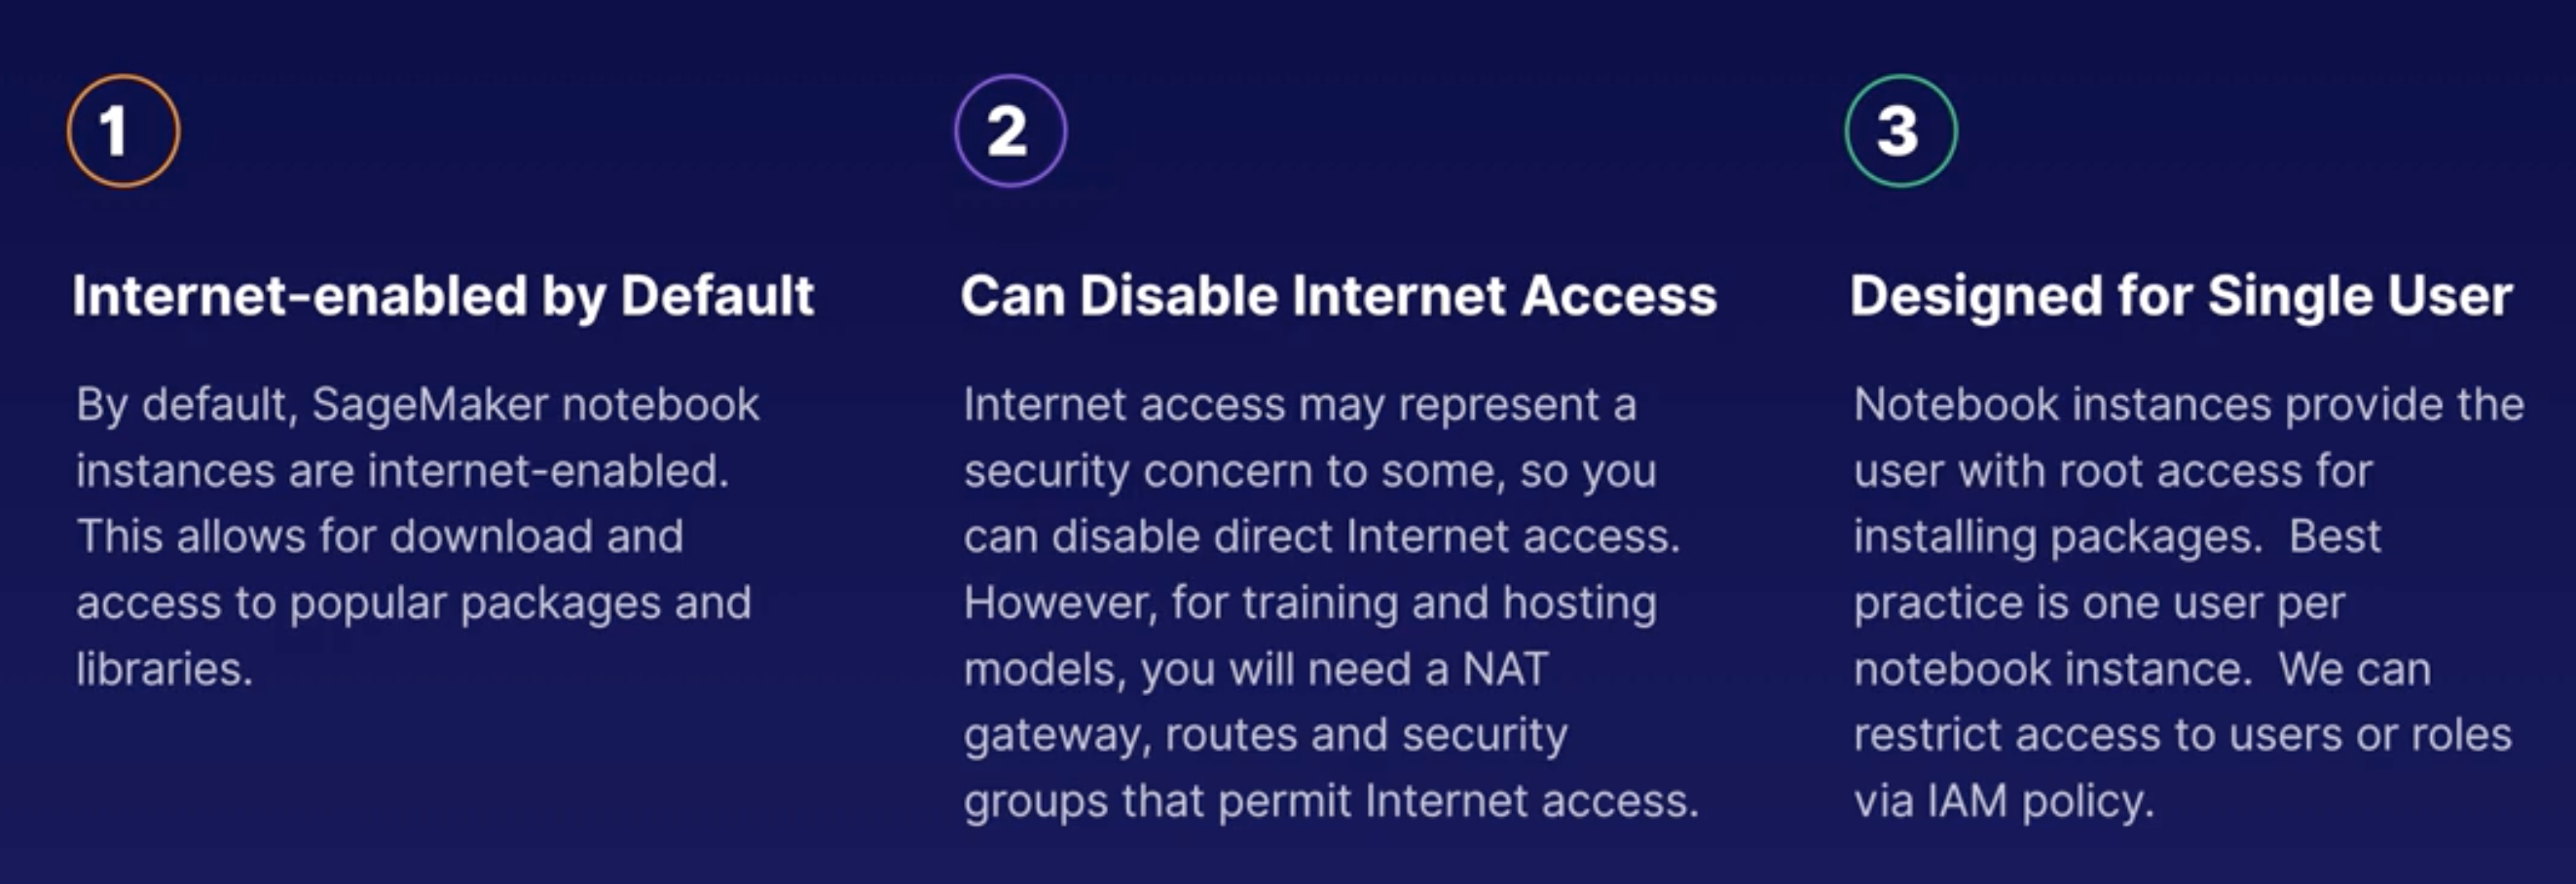 1
Internet-enabled by Default
By default, SageMaker notebook
instances are internet-enabled.
This allows for download and
access to popular packages and
libraries.
2
Can Disable Internet Access
Internet access may represent a
security concern to some, so you
can disable direct Internet access.
However, for training and hosting
models, you will need a NAT
gateway, routes and security
groups that permit Internet access.
3
Designed for Single User
Notebook instances provide the
user with root access for
installing packages.  Best
practice is one user per
notebook instance.  We can
restrict access to users or roles
via IAM policy.